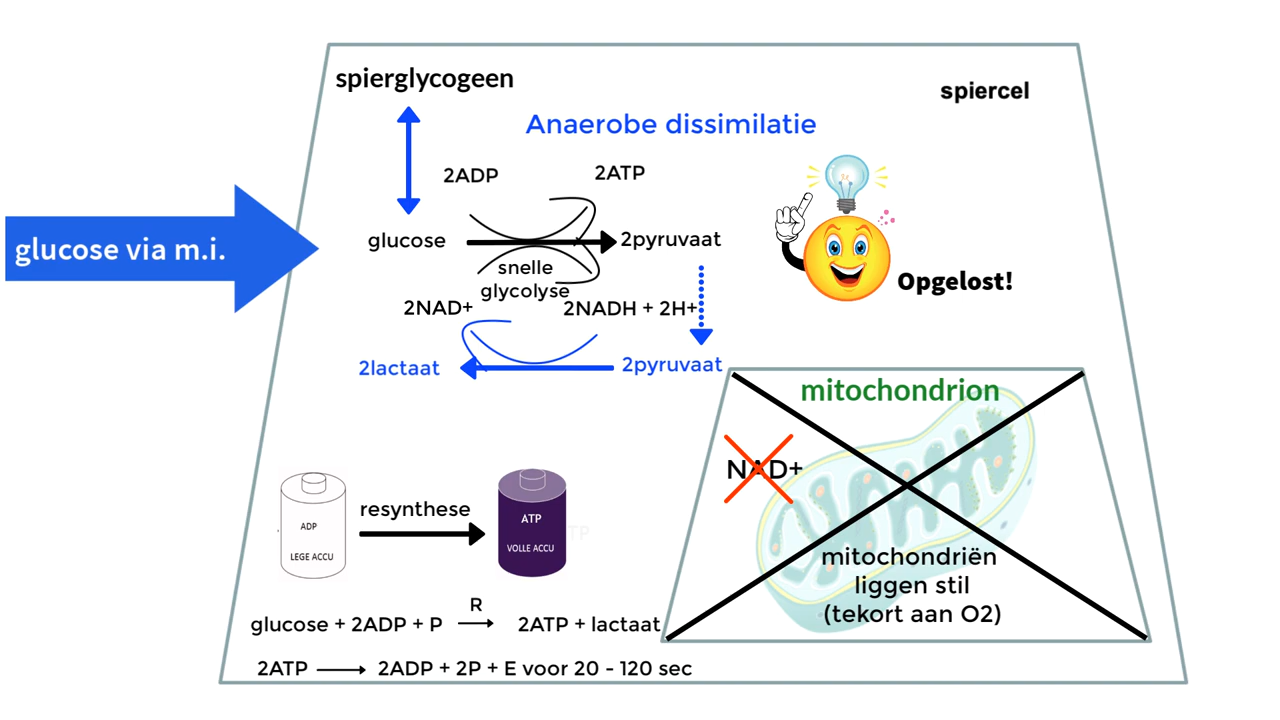 spierglycogeen
spiercel
Anaerobe dissimilatie
2ADP
2ATP
glucose via m.i.
glucose
2pyruvaat
snelle
glycolyse
Opgelost!
2NAD+
2NADH + 2H+
2lactaat
2pyruvaat
mitochondrion
NAD+
resynthese
ADP
LEGE ACCU
ATP
VOLLE ACCU
TP
mitochondriën
liggen stil
(tekort aan O2)
R
glucose + 2ADP + P → 2ATP + lactaat
2ATP → 2ADP + 2P + E voor 20 - 120 sec